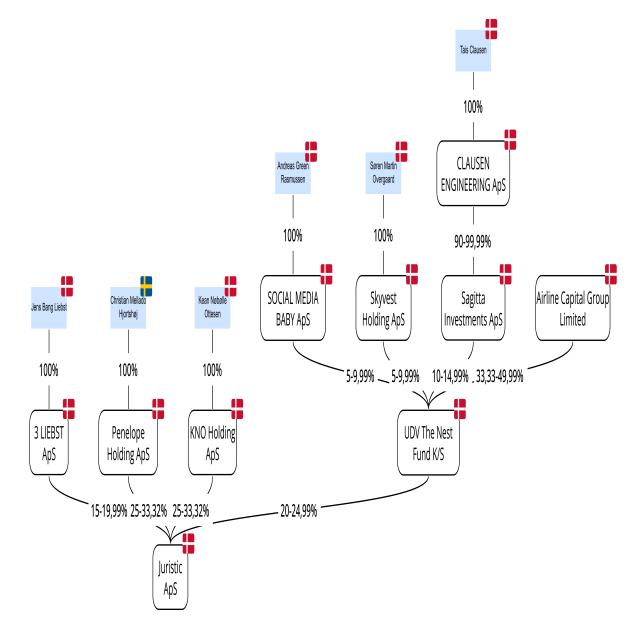 Tais Clausen
100%
CLAUSEN
ENGINEERING ApS
90-99,99%
Andreas Green
Rasmussen
100%
SOCIAL MEDIA
BABY ApS
Søren Martin
Overgaard
100%
Skyvest
Holding ApS
Sagitta
Investments ApS
Airline Capital Group
Limited
5-9,99%
5-9,99%
10-14,99%
33,33-49,99%
Jens Bang Liebst
100%
3 LIEBST
ApS
Christian Mellado
Hjortshøj
100%
Penelope
Holding ApS
Kean Nøbølle
Ottesen
100%
KNO Holding
ApS
UDV The Nest
Fund K/S
15-19,99%
25-33,32%
25-33,32%
20-24,99%
Juristic
ApS